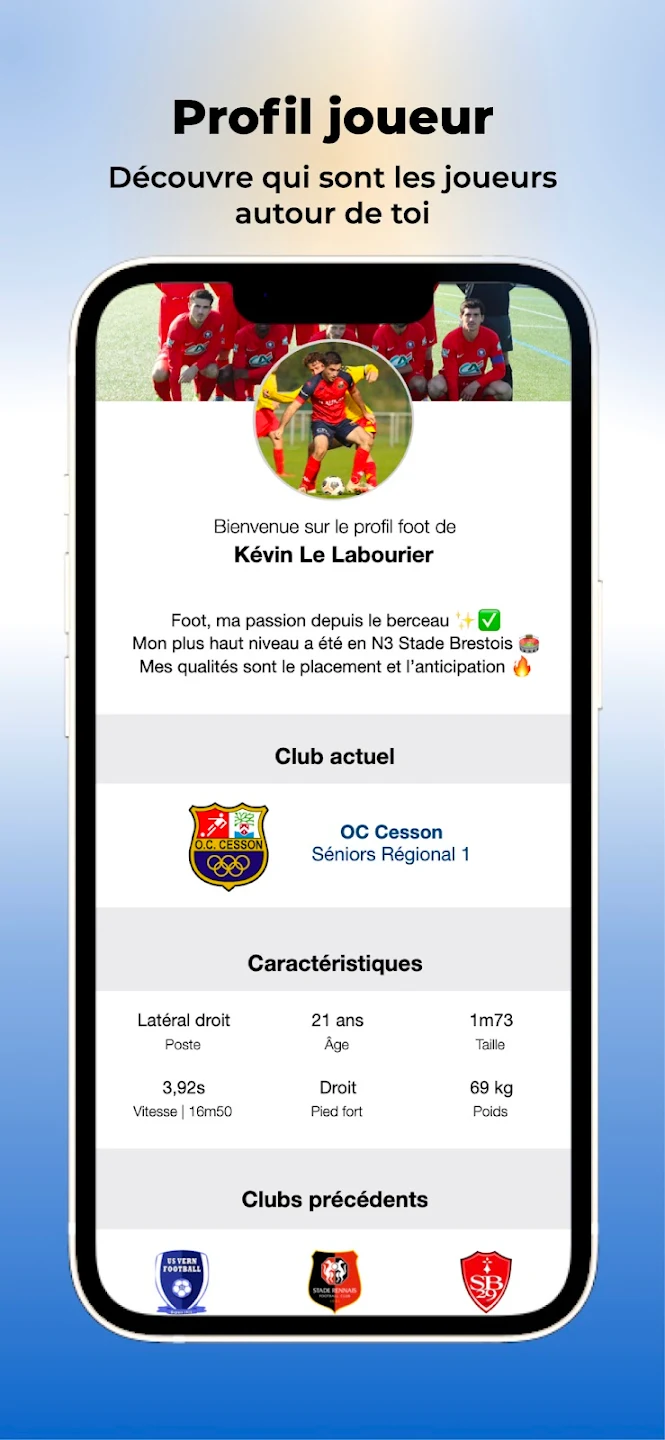 Profil joueur
Découvre qui sont les joueurs
autour de toi
Bienvenue sur le profil foot de
Kévin Le Labourier
Foot, ma passion depuis le berceau ✨✅
Mon plus haut niveau a été en N3 Stade Brestois 🏟️
Mes qualités sont le placement et l'anticipation 🔥
Club actuel
O.C. CESSON
OC Cesson
Séniors Régional 1
Caractéristiques
Latéral droit 21 ans 1m73
Poste Âge Taille
3,92s Droit 69 kg
Vitesse | 16m50 Pied fort Poids
Clubs précédents
US VERN
FOOTBALL
STADE RENNAIS
FOOTBALL CLUB
SB
29